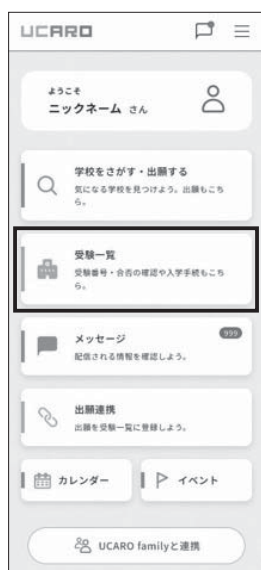 UCARO
ようこそ
ニックネーム さん
学校をさがす・出願する
気になる学校を見つけよう。出願もこち
ら。
受験一覧
受験番号・合否の確認や入学手続もこち
ら。
メッセージ
999
配信される情報を確認しよう。
出願連携
出願を受験一覧に登録しよう。
カレンダー
イベント
UCARO familyと連携